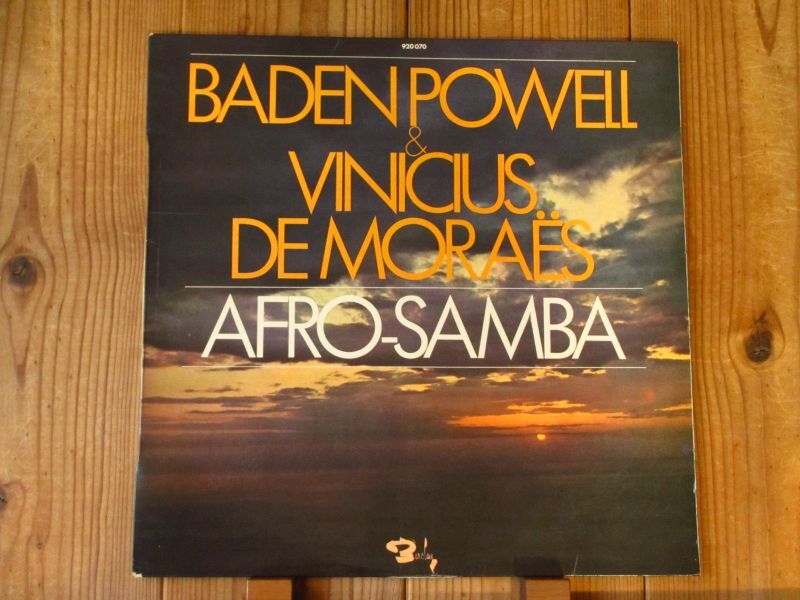 920 070
BADEN POWELL
&
VINICIUS
DE MORAËS
AFRO-SAMBA
Barclay